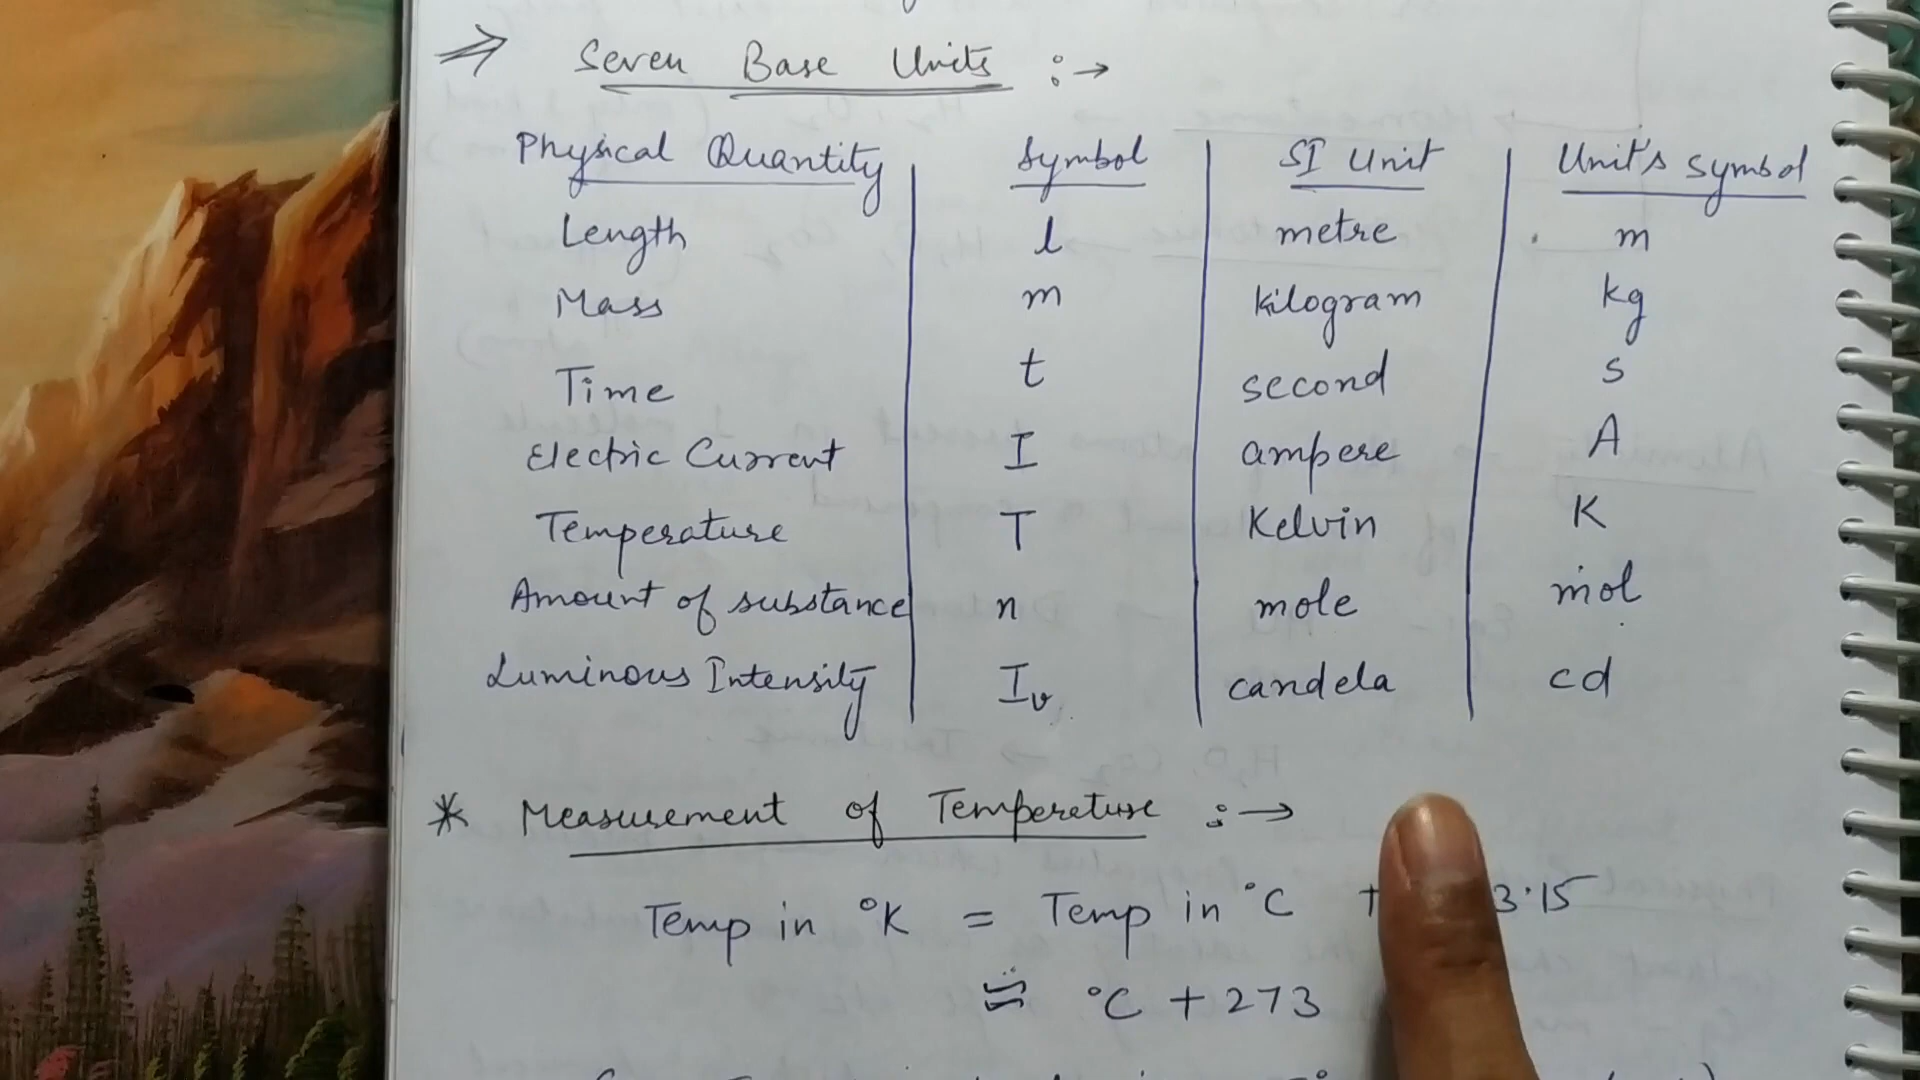 ⇒ Seven Base Units :→
Physical Quantity | Symbol | SI Unit | Unit's symbol
Length | l | metre | m
Mass | m | kilogram | kg
Time | t | second | s
Electric Current | I | ampere | A
Temperature | T | Kelvin | K
Amount of substance | n | mole | mol
Luminous Intensity | Iv | candela | cd
* Measurement of Temperature :→
Temp in °K = Temp in °C + 3.15
≅ °C + 273